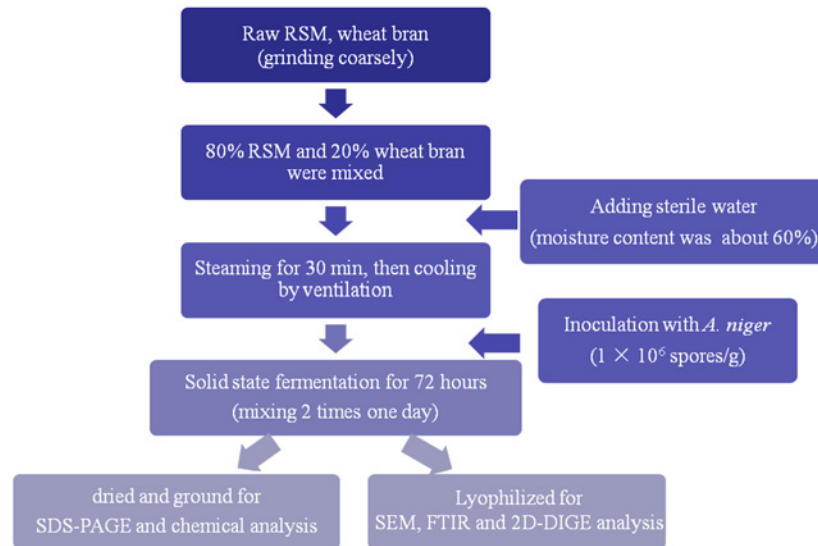 Raw RSM, wheat bran
(grinding coarsely)
80% RSM and 20% wheat bran
were mixed
Adding sterile water
(moisture content was about 60%)
Steaming for 30 min, then cooling
by ventilation
Inoculation with A. niger
(1 × 10⁶ spores/g)
Solid state fermentation for 72 hours
(mixing 2 times one day)
dried and ground for
SDS-PAGE and chemical analysis
Lyophilized for
SEM, FTIR and 2D-DIGE analysis